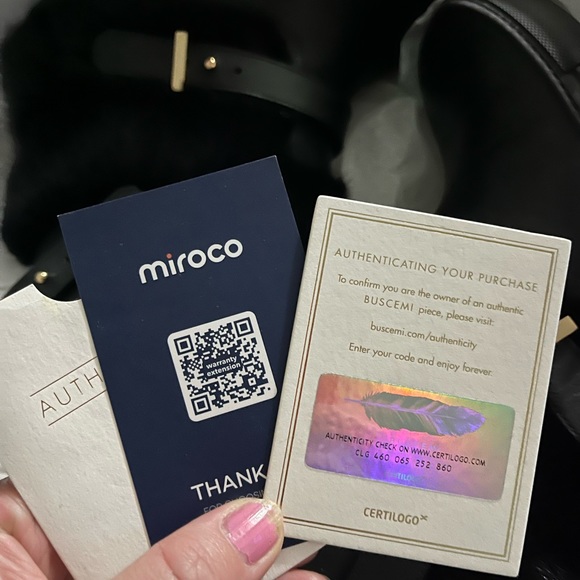 AUTH
miroco
warranty
extension
THANK
AUTHENTICATING YOUR PURCHASE
To confirm you are the owner of an authentic
BUSCEMI piece, please visit:
buscemi.com/authenticity
Enter your code and enjoy forever
AUTHENTICITY CHECK ON WWW.CERTILOGO.COM
CLG 460 065 252 860
CERTILOGO